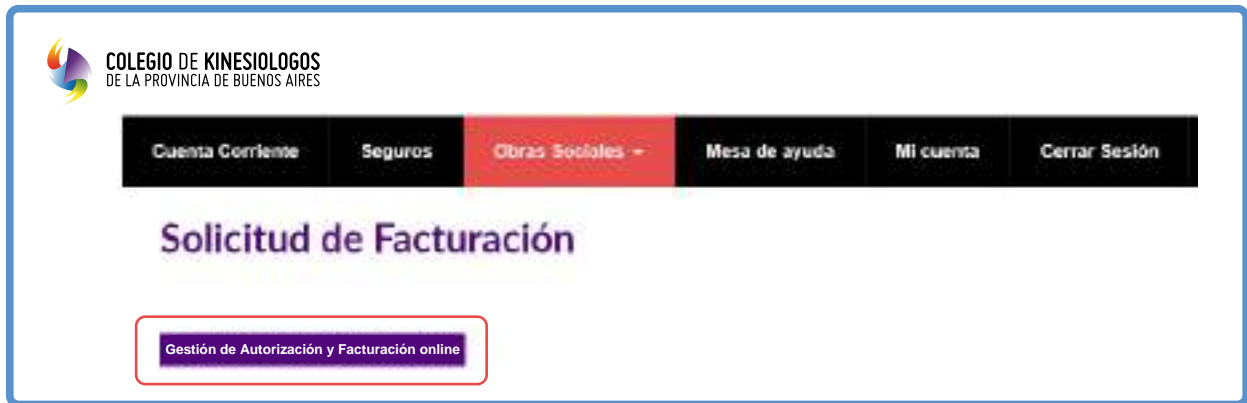 COLEGIO DE KINESIOLOGOS
DE LA PROVINCIA DE BUENOS AIRES
Cuenta Corriente Seguros Obras Sociales Mesa de ayuda Mi cuenta Cerrar Sesión
Solicitud de Facturación
Gestión de Autorización y Facturación online